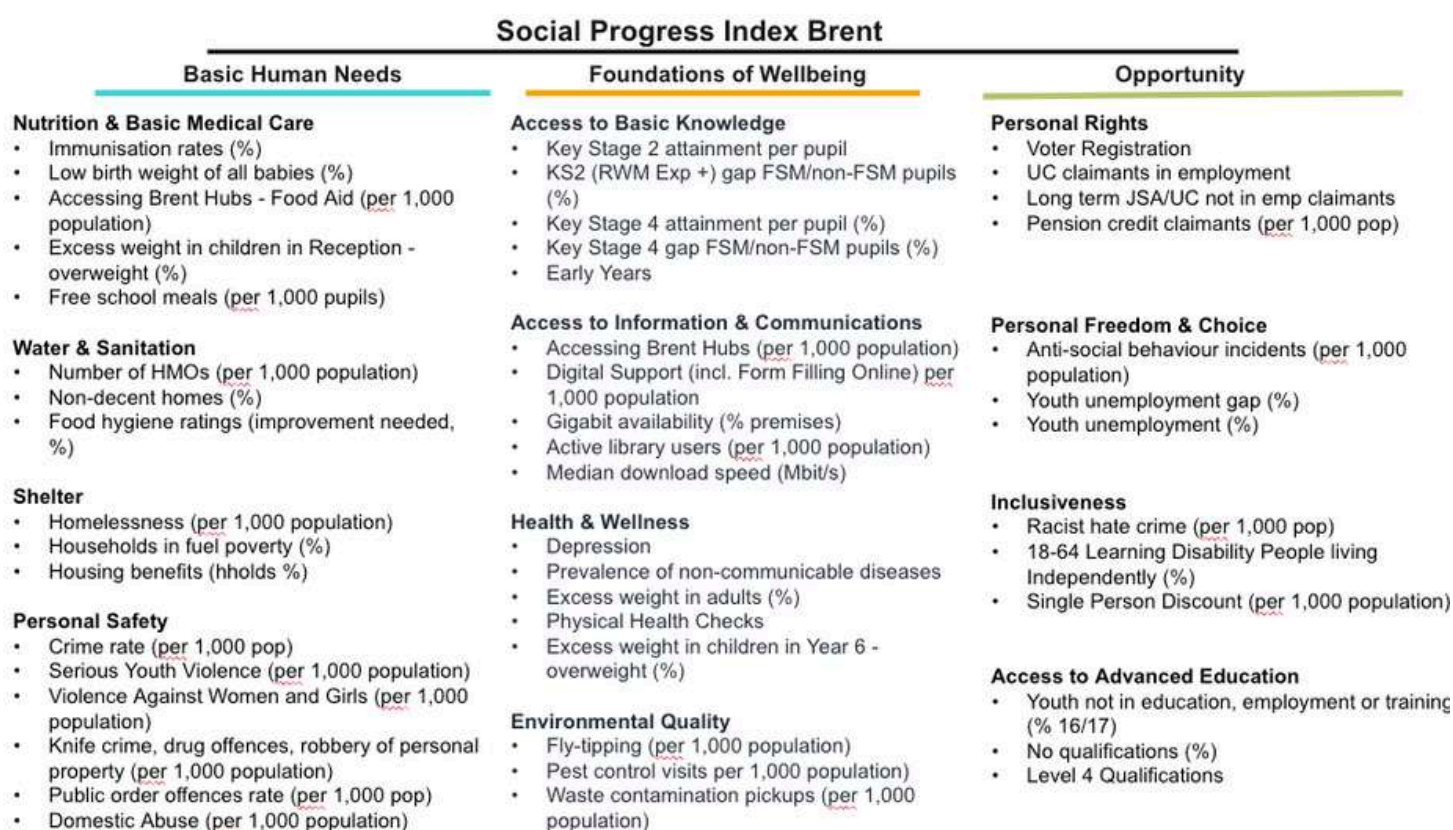 Social Progress Index Brent
Basic Human Needs
Nutrition & Basic Medical Care
• Immunisation rates (%)
• Low birth weight of all babies (%)
• Accessing Brent Hubs - Food Aid (per 1,000
population)
• Excess weight in children in Reception -
overweight (%)
• Free school meals (per 1,000 pupils)
Water & Sanitation
• Number of HMOs (per 1,000 population)
• Non-decent homes (%)
• Food hygiene ratings (improvement needed,
%)
Shelter
• Homelessness (per 1,000 population)
• Households in fuel poverty (%)
• Housing benefits (hholds %)
Personal Safety
• Crime rate (per 1,000 pop)
• Serious Youth Violence (per 1,000 population)
• Violence Against Women and Girls (per 1,000
population)
• Knife crime, drug offences, robbery of personal
property (per 1,000 population)
• Public order offences rate (per 1,000 pop)
• Domestic Abuse (per 1,000 population)
Foundations of Wellbeing
Access to Basic Knowledge
• Key Stage 2 attainment per pupil
• KS2 (RWM Exp +) gap FSM/non-FSM pupils
(%)
• Key Stage 4 attainment per pupil (%)
• Key Stage 4 gap FSM/non-FSM pupils (%)
• Early Years
Access to Information & Communications
• Accessing Brent Hubs (per 1,000 population)
• Digital Support (incl. Form Filling Online) per
1,000 population
• Gigabit availability (% premises)
• Active library users (per 1,000 population)
• Median download speed (Mbit/s)
Health & Wellness
• Depression
• Prevalence of non-communicable diseases
• Excess weight in adults (%)
• Physical Health Checks
• Excess weight in children in Year 6 -
overweight (%)
Environmental Quality
• Fly-tipping (per 1,000 population)
• Pest control visits per 1,000 population)
• Waste contamination pickups (per 1,000
population)
Opportunity
Personal Rights
• Voter Registration
• UC claimants in employment
• Long term JSA/UC not in emp claimants
• Pension credit claimants (per 1,000 pop)
Personal Freedom & Choice
• Anti-social behaviour incidents (per 1,000
population)
• Youth unemployment gap (%)
• Youth unemployment (%)
Inclusiveness
• Racist hate crime (per 1,000 pop)
• 18-64 Learning Disability People living
Independently (%)
• Single Person Discount (per 1,000 population)
Access to Advanced Education
• Youth not in education, employment or training
(% 16/17)
• No qualifications (%)
• Level 4 Qualifications